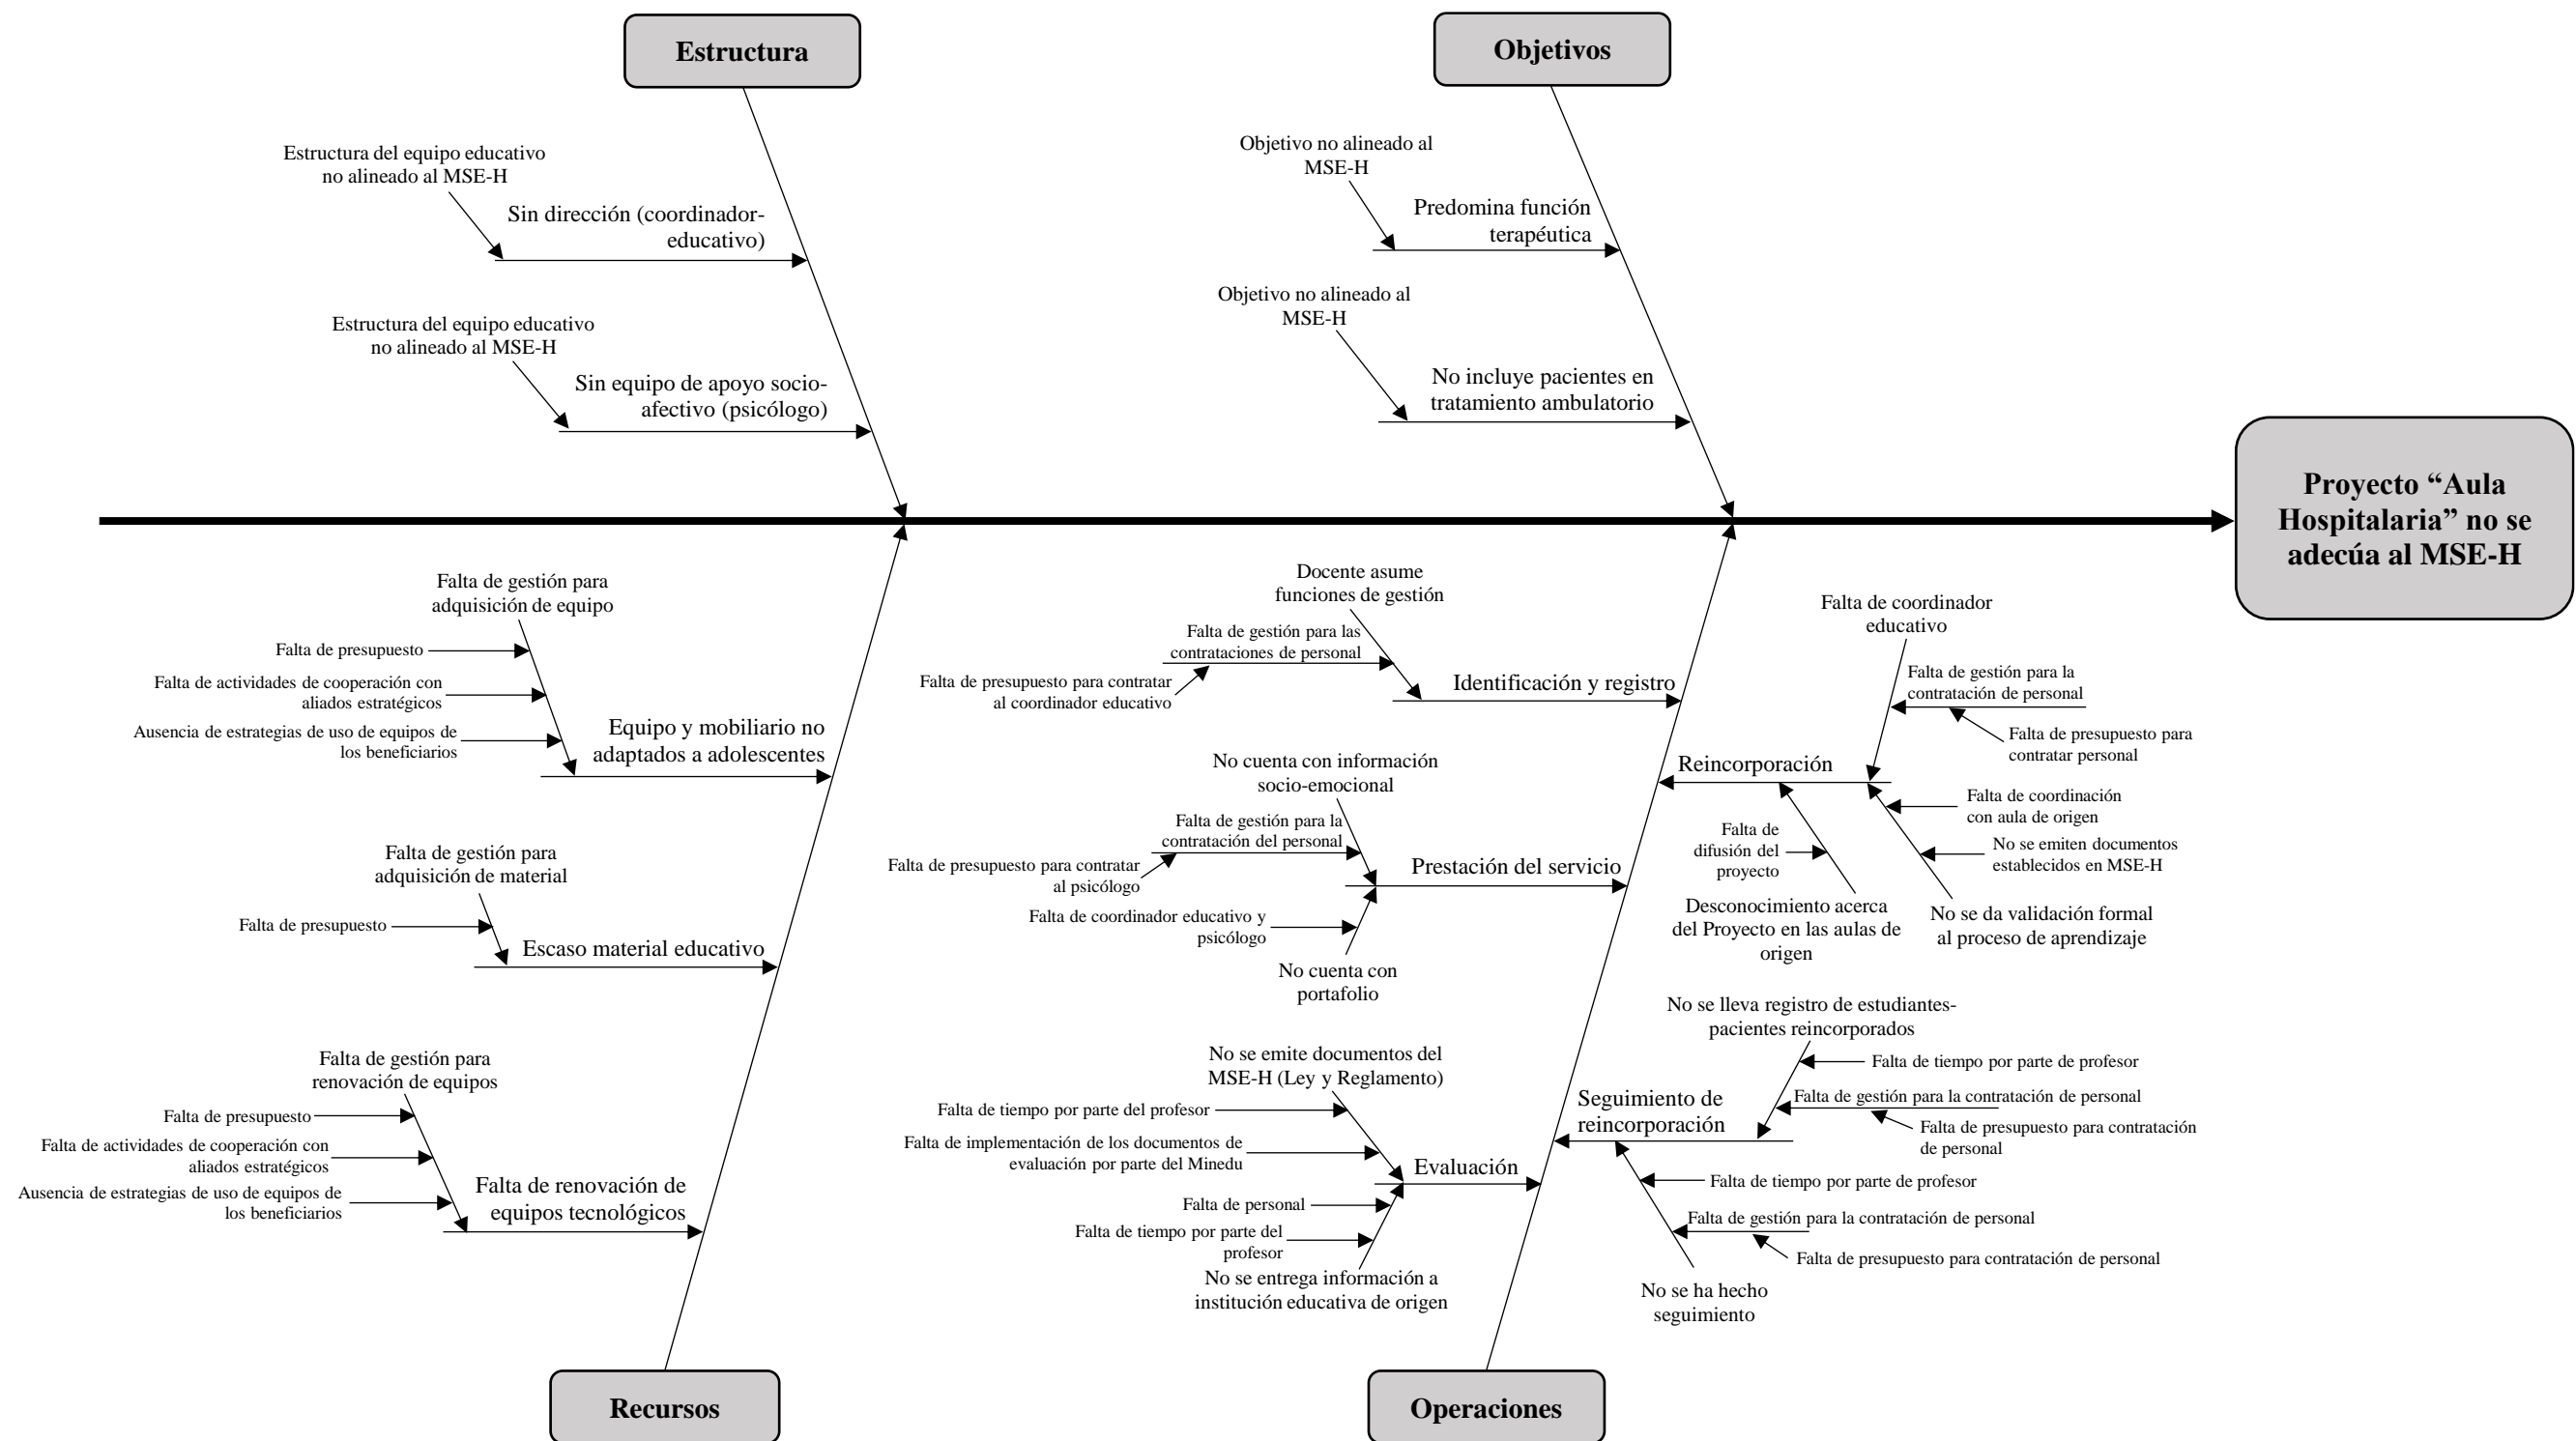 Estructura
Objetivos
Estructura del equipo educativo
no alineado al MSE-H
Sin dirección (coordinador-
educativo)
Estructura del equipo educativo
no alineado al MSE-H
Sin equipo de apoyo socio-
afectivo (psicólogo)
Objetivo no alineado al
MSE-H
Predomina función
terapéutica
Objetivo no alineado al
MSE-H
No incluye pacientes en
tratamiento ambulatorio
Proyecto “Aula
Hospitalaria” no se
adecúa al MSE-H
Falta de gestión para
adquisición de equipo
Falta de presupuesto
Falta de actividades de cooperación con
aliados estratégicos
Ausencia de estrategias de uso de equipos de
los beneficiarios
Equipo y mobiliario no
adaptados a adolescentes
Falta de gestión para
adquisición de material
Falta de presupuesto
Escaso material educativo
Falta de gestión para
renovación de equipos
Falta de presupuesto
Falta de actividades de cooperación con
aliados estratégicos
Ausencia de estrategias de uso de equipos de
los beneficiarios
Falta de renovación de
equipos tecnológicos
Docente asume
funciones de gestión
Falta de gestión para las
contrataciones de personal
Falta de presupuesto para contratar
al coordinador educativo
Identificación y registro
No cuenta con información
socio-emocional
Falta de gestión para la
contratación del personal
Falta de presupuesto para contratar
al psicólogo
Prestación del servicio
Falta de coordinador educativo y
psicólogo
No cuenta con
portafolio
No se emite documentos del
MSE-H (Ley y Reglamento)
Falta de tiempo por parte del profesor
Falta de implementación de los documentos de
evaluación por parte del Minedu
Evaluación
Falta de personal
Falta de tiempo por parte del
profesor
No se entrega información a
institución educativa de origen
Falta de coordinador
educativo
Falta de gestión para la
contratación de personal
Falta de presupuesto para
contratar personal
Reincorporación
Falta de coordinación
con aula de origen
No se emiten documentos
establecidos en MSE-H
No se da validación formal
al proceso de aprendizaje
Falta de
difusión del
proyecto
Desconocimiento acerca
del Proyecto en las aulas de
origen
No se lleva registro de estudiantes-
pacientes reincorporados
Falta de tiempo por parte de profesor
Falta de gestión para la contratación de personal
Falta de presupuesto para contratación
de personal
Seguimiento de
reincorporación
Falta de tiempo por parte de profesor
Falta de gestión para la contratación de personal
Falta de presupuesto para contratación de personal
No se ha hecho
seguimiento
Recursos
Operaciones